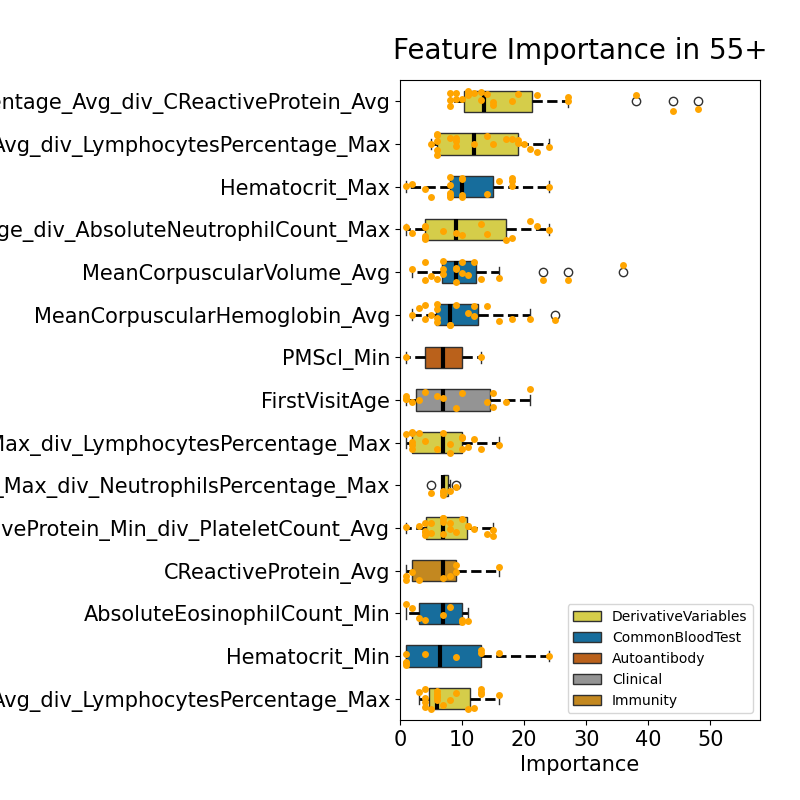 Feature Importance in 55+
entage_Avg_div_CReactiveProtein_Avg
Avg_div_LymphocytesPercentage_Max
Hematocrit_Max
ge_div_AbsoluteNeutrophilCount_Max
MeanCorpuscularVolume_Avg
MeanCorpuscularHemoglobin_Avg
PMScl_Min
FirstVisitAge
Max_div_LymphocytesPercentage_Max
_Max_div_NeutrophilsPercentage_Max
veProtein_Min_div_PlateletCount_Avg
CReactiveProtein_Avg
AbsoluteEosinophilCount_Min
Hematocrit_Min
Avg_div_LymphocytesPercentage_Max
DerivativeVariables
CommonBloodTest
Autoantibody
Clinical
Immunity
0 10 20 30 40 50
Importance